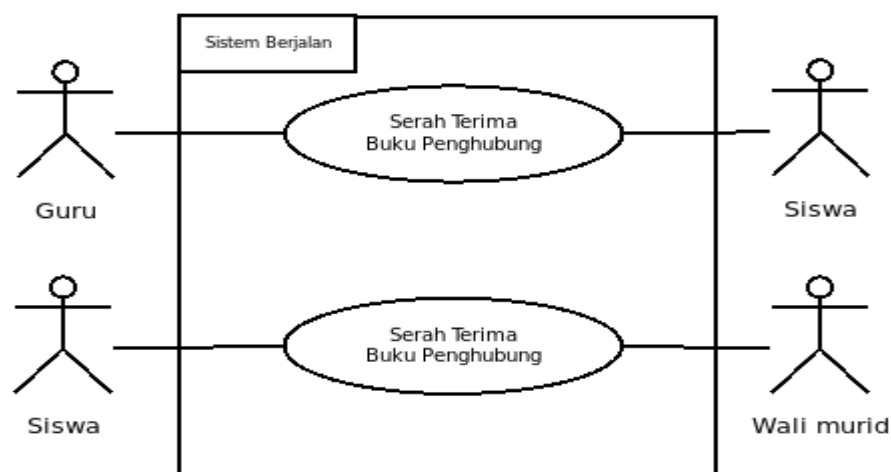 Sistem Berjalan
Serah Terima
Buku Penghubung
Guru
Siswa
Serah Terima
Buku Penghubung
Siswa
Wali murid